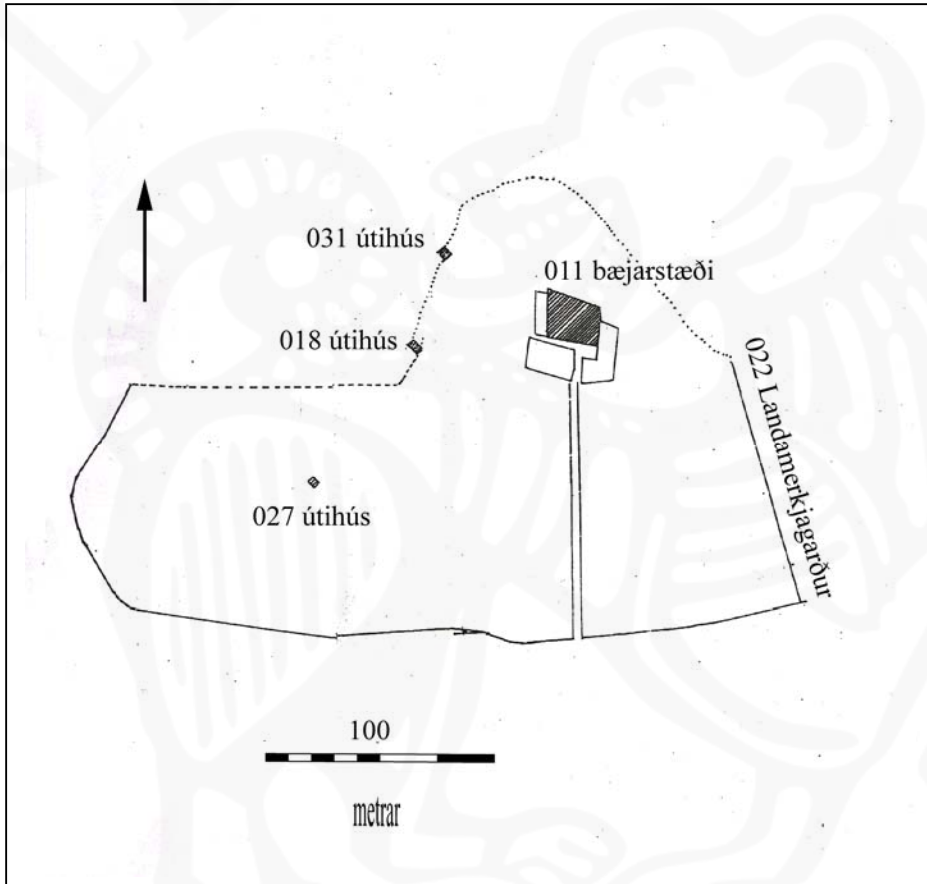 031 útihús
011 bæjarstæði
018 útihús
022 Landamerkjagarður
027 útihús
100
metrar